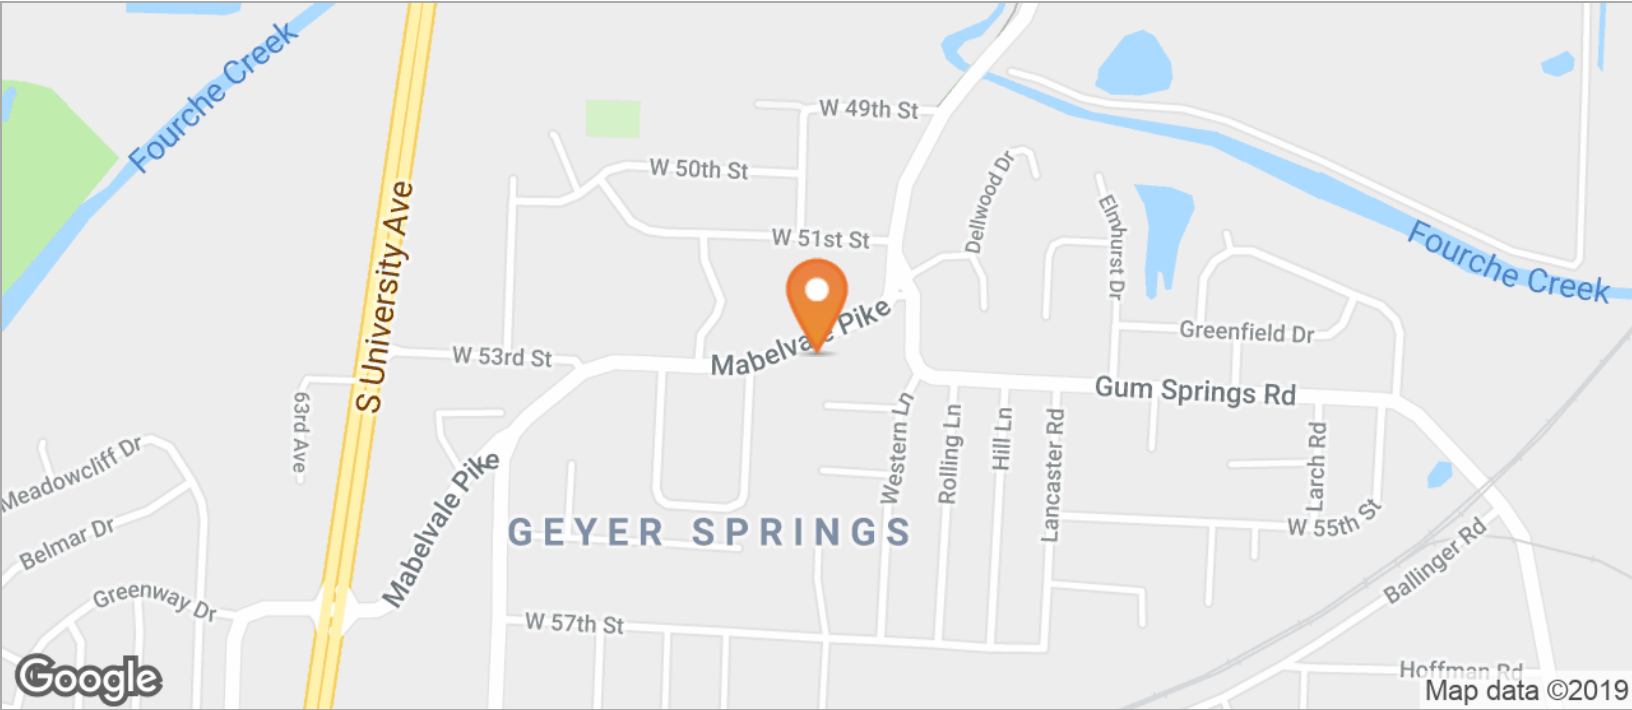 Fourche Creek
W 49th St
W 50th St
Dellwood Dr
S University Ave
W 51st St
Elmhurst Dr
Fourche Creek
Mabelvale Pike
Greenfield Dr
W 53rd St
Gum Springs Rd
63rd Ave
Western Ln
Rolling Ln
Hill Ln
Lancaster Rd
Larch Rd
Meadowcliff Dr
Mabelvale Pike
GEYER SPRINGS
W 55th St
Belmar Dr
Ballinger Rd
Greenway Dr
W 57th St
Hoffman Rd
Google
Map data ©2019